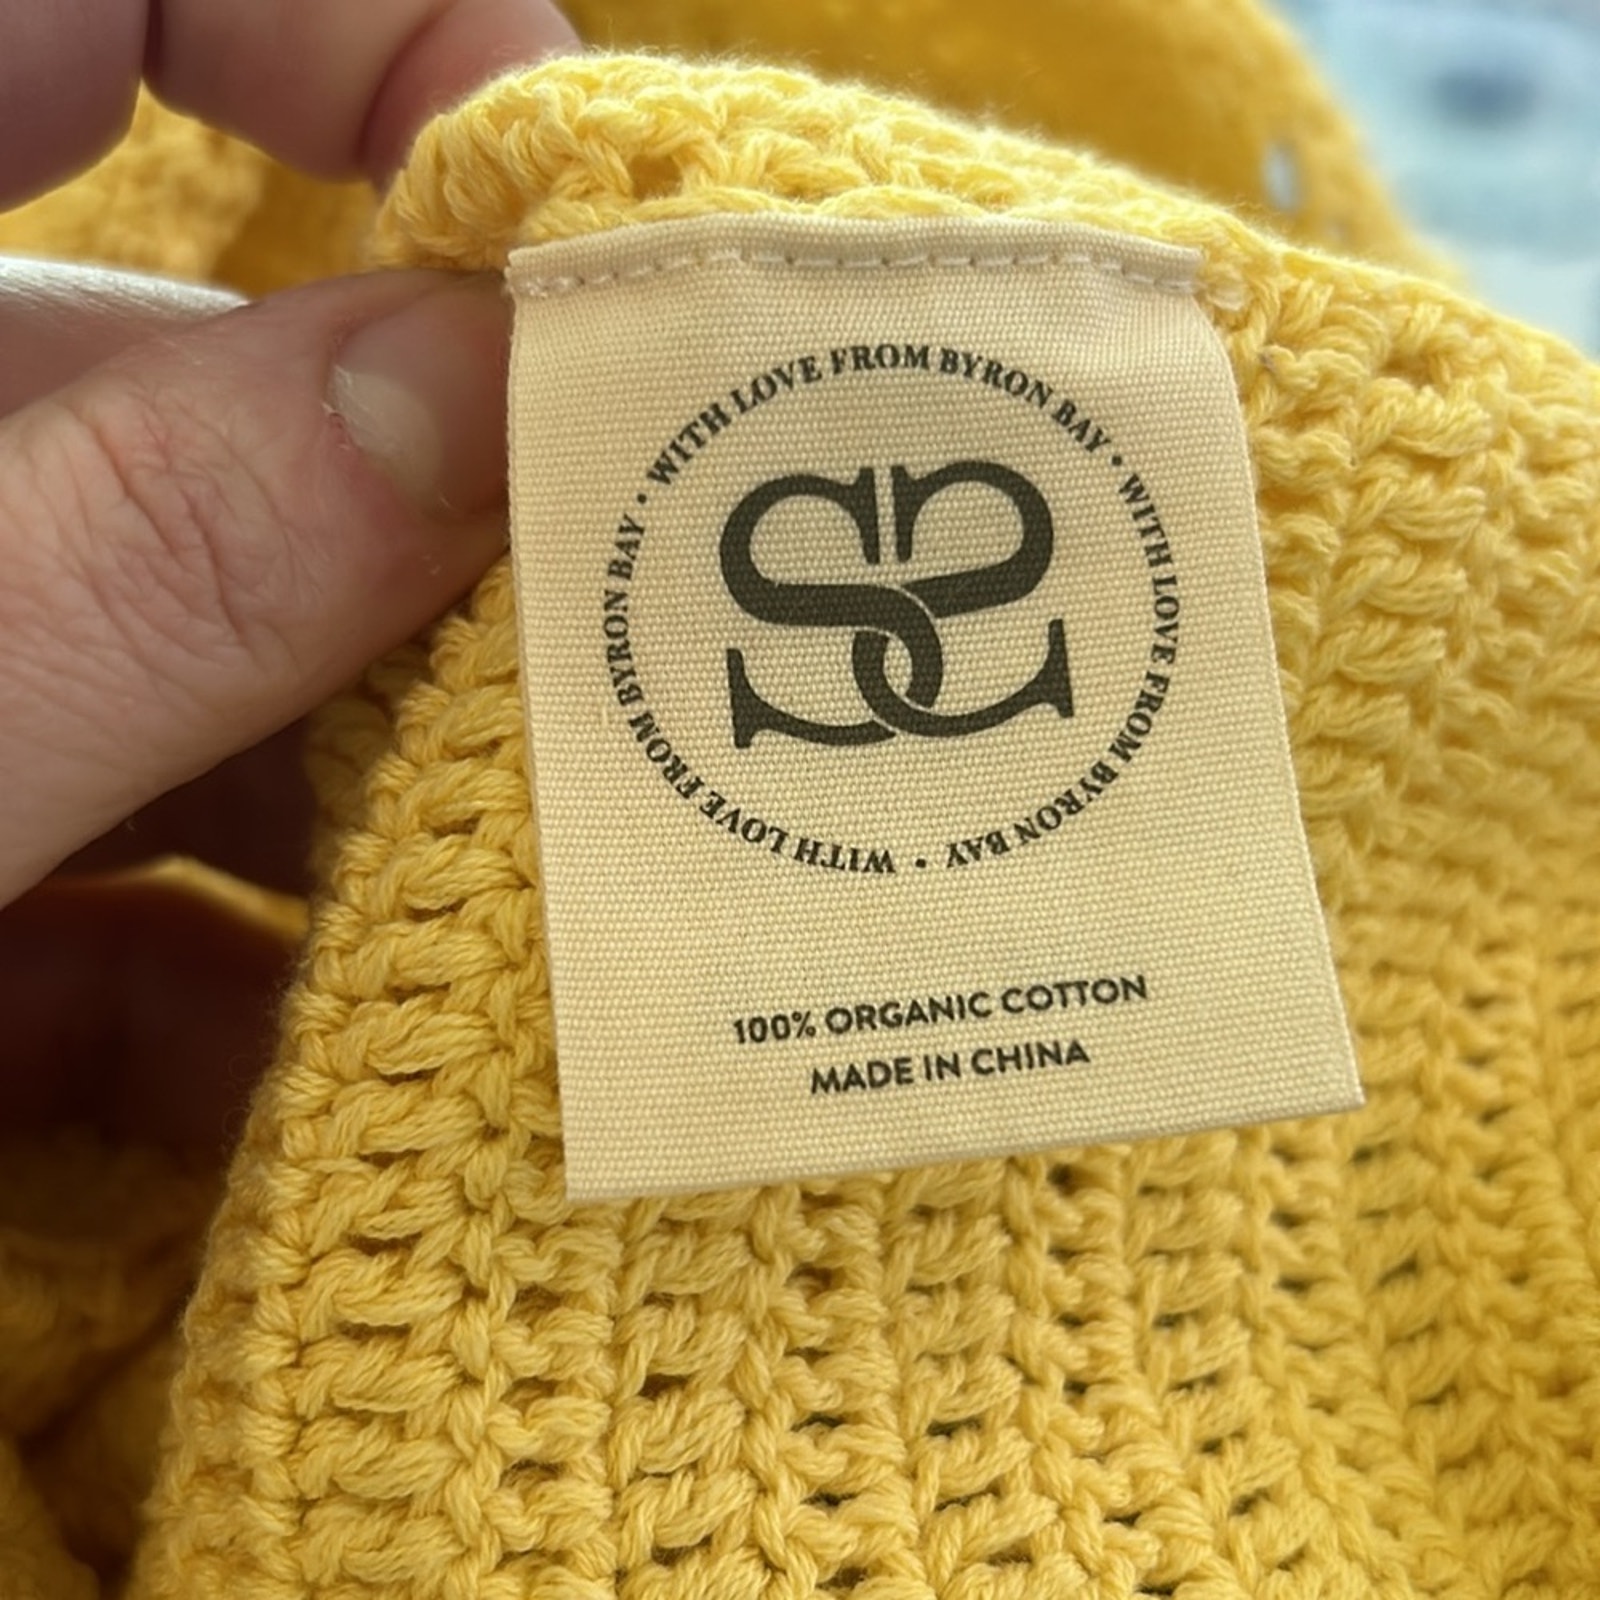 WITH LOVE FROM BYRON BAY • WITH LOVE FROM BYRON BAY • WITH LOVE FROM BYRON BAY •
SS
100% ORGANIC COTTON
MADE IN CHINA